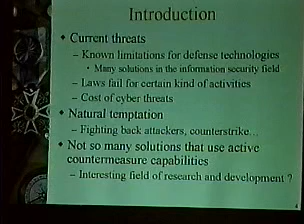 Introduction
• Current threats
– Known limitations for defense technologies
• Many solutions in the information security field
– Laws fail for certain kind of activities
– Cost of cyber threats
• Natural temptation
– Fighting back attackers, counterstrike…
• Not so many solutions that use active
countermeasure capabilities
– Interesting field of research and development ?